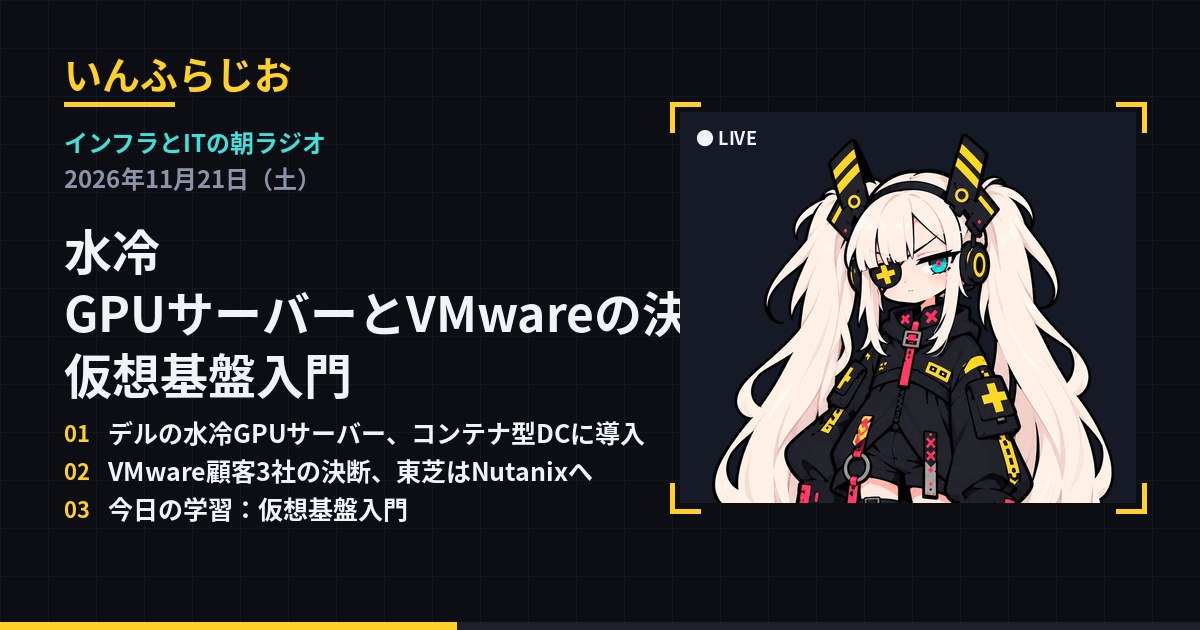 いんふらじお
インフラとITの朝ラジオ
2026年11月21日（土）
水冷
GPUサーバーとVMwareの決
仮想基盤入門
01 デルの水冷GPUサーバー、コンテナ型DCに導入
02 VMware顧客3社の決断、東芝はNutanixへ
03 今日の学習：仮想基盤入門
LIVE